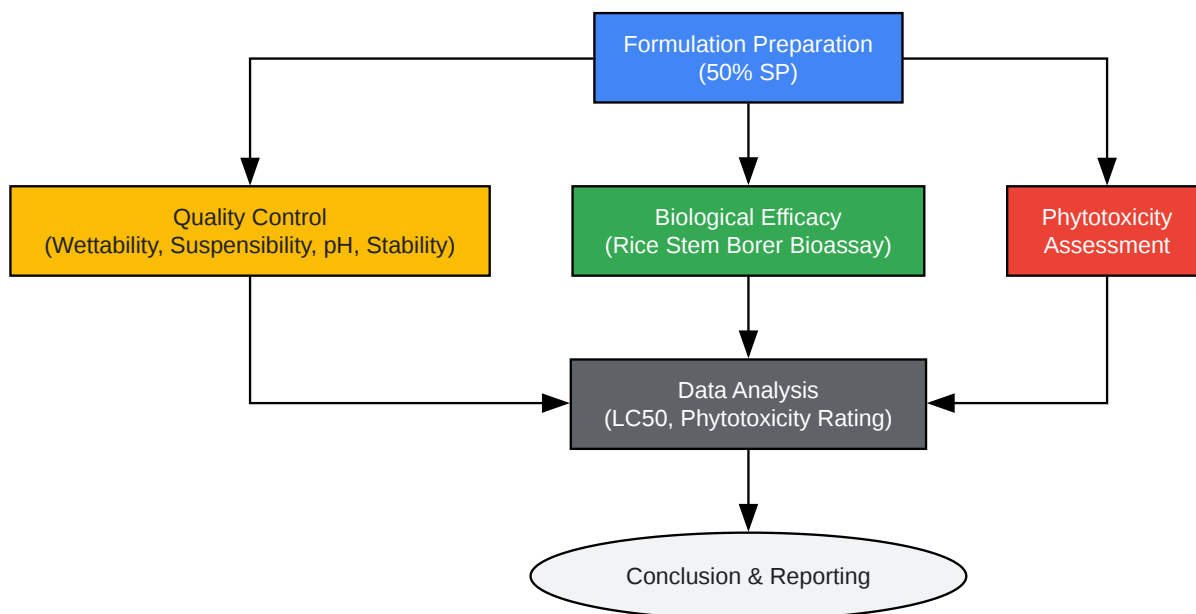 Formulation Preparation
(50% SP)
Quality Control
(Wettability, Suspensibility, pH, Stability)
Biological Efficacy
(Rice Stem Borer Bioassay)
Phytotoxicity
Assessment
Data Analysis
(LC50, Phytotoxicity Rating)
Conclusion & Reporting